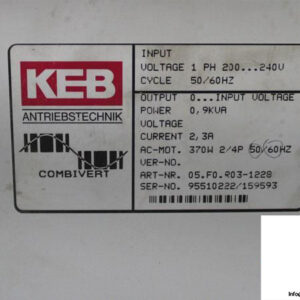 KEB
ANTRIEBSTECHNIK
COMBIVERT
INPUT
VOLTAGE 1 PH 200...240V
CYCLE 50/60HZ
OUTPUT 0...INPUT VOLTAGE
POWER 0,9KVA
VOLTAGE
CURRENT 2,3A
AC-MOT. 370W 2/4P 50/60HZ
VER-NO.
ART-NR. 05.F0.R03-1228
SER-NO. 95510222/159593